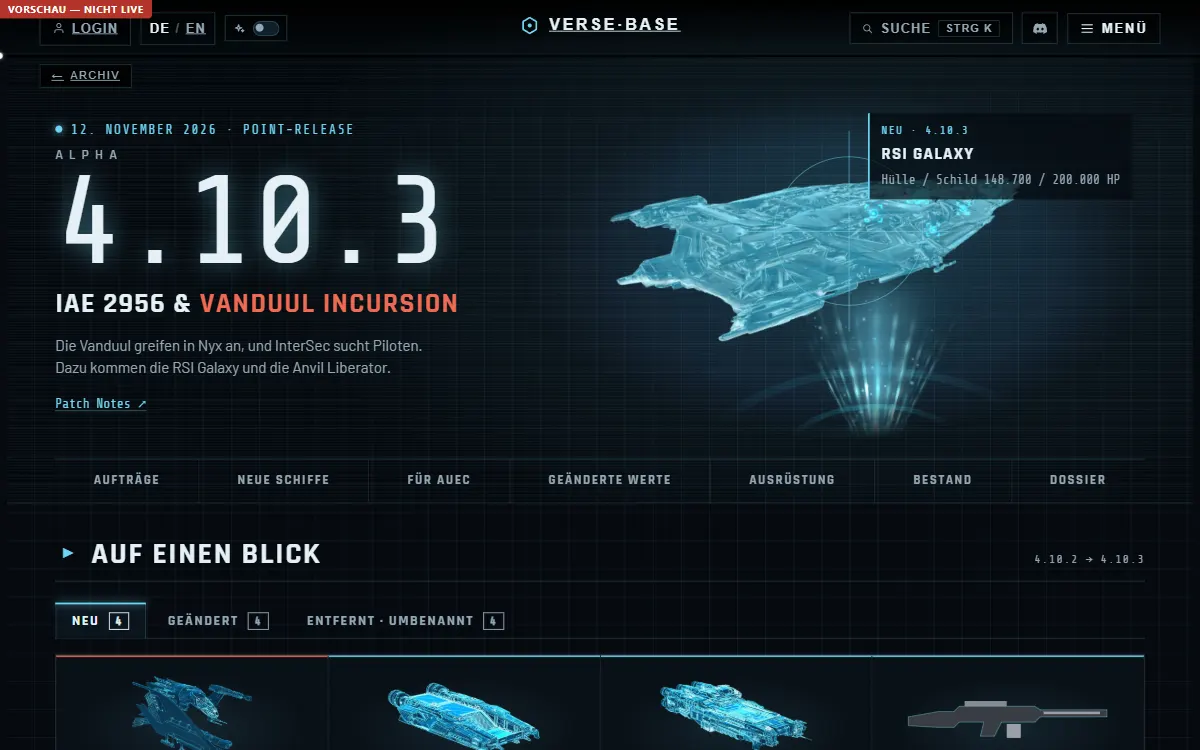 VORSCHAU — NICHT LIVE
LOGIN
DE / EN
VERSE·BASE
SUCHE STRG K
MENÜ
← ARCHIV
12. NOVEMBER 2026 · POINT-RELEASE
ALPHA
4.10.3
IAE 2956 & VANDUUL INCURSION
Die Vanduul greifen in Nyx an, und InterSec sucht Piloten.
Dazu kommen die RSI Galaxy und die Anvil Liberator.
Patch Notes ↗
NEU · 4.10.3
RSI GALAXY
Hülle / Schild 148.700 / 200.000 HP
AUFTRÄGE
NEUE SCHIFFE
FÜR AUEC
GEÄNDERTE WERTE
AUSRÜSTUNG
BESTAND
DOSSIER
AUF EINEN BLICK
4.10.2 → 4.10.3
NEU 4
GEÄNDERT 4
ENTFERNT · UMBENANNT 4